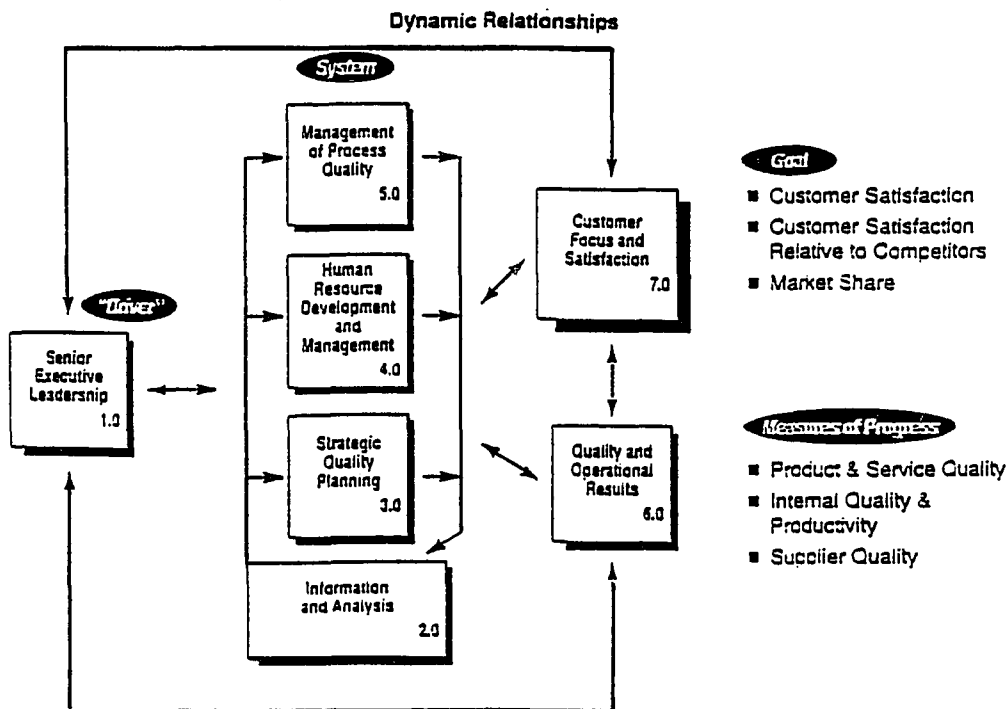 Dynamic Relationships
System
Management
of Process
Quality
5.0
Human
Resource
Development
and
Management
4.0
Strategic
Quality
Planning
3.0
Information
and Analysis
2.0
"Driver"
Senior
Executive
Leadership
1.0
Customer
Focus and
Satisfaction
7.0
Quality and
Operational
Results
6.0
Goal
■ Customer Satisfaction
■ Customer Satisfaction
Relative to Competitors
■ Market Share
Measures of Progress
■ Product & Service Quality
■ Internal Quality &
Productivity
■ Supplier Quality